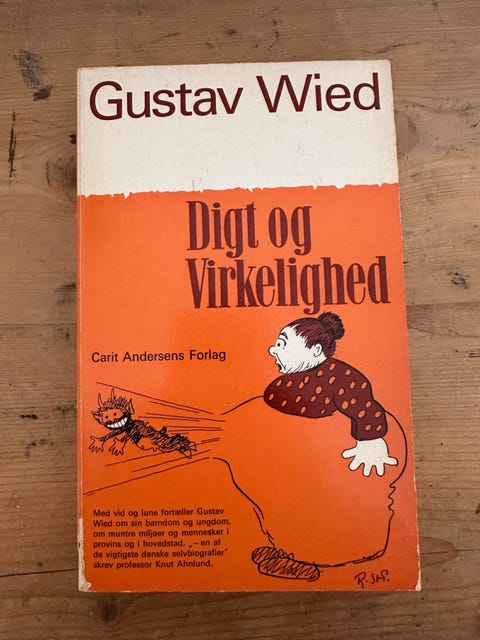 Gustav Wied
Digt og
Virkelighed
Carit Andersens Forlag
Med vid og lune fortæller Gustav
Wied om sin barndom og ungdom,
om muntre miljøer og mennesker i
provins og i hovedstad. „—en af
de vigtigste danske selvbiografier”
skrev professor Knut Ahnlund.